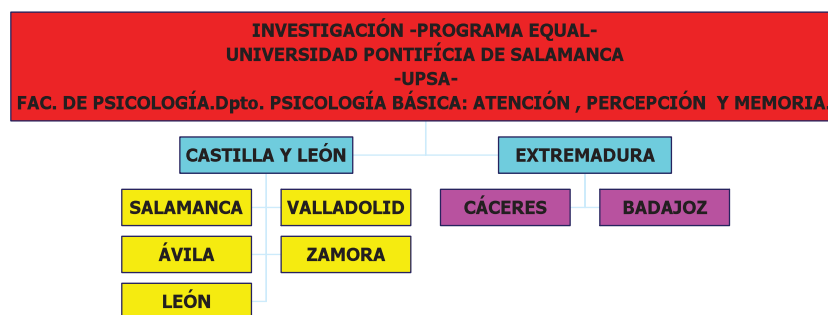 INVESTIGACIÓN -PROGRAMA EQUAL-
UNIVERSIDAD PONTIFÍCIA DE SALAMANCA
-UPSA-
FAC. DE PSICOLOGÍA.Dpto. PSICOLOGÍA BÁSICA: ATENCIÓN , PERCEPCIÓN Y MEMORIA.
CASTILLA Y LEÓN EXTREMADURA
SALAMANCA VALLADOLID CÁCERES BADAJOZ
ÁVILA ZAMORA
LEÓN